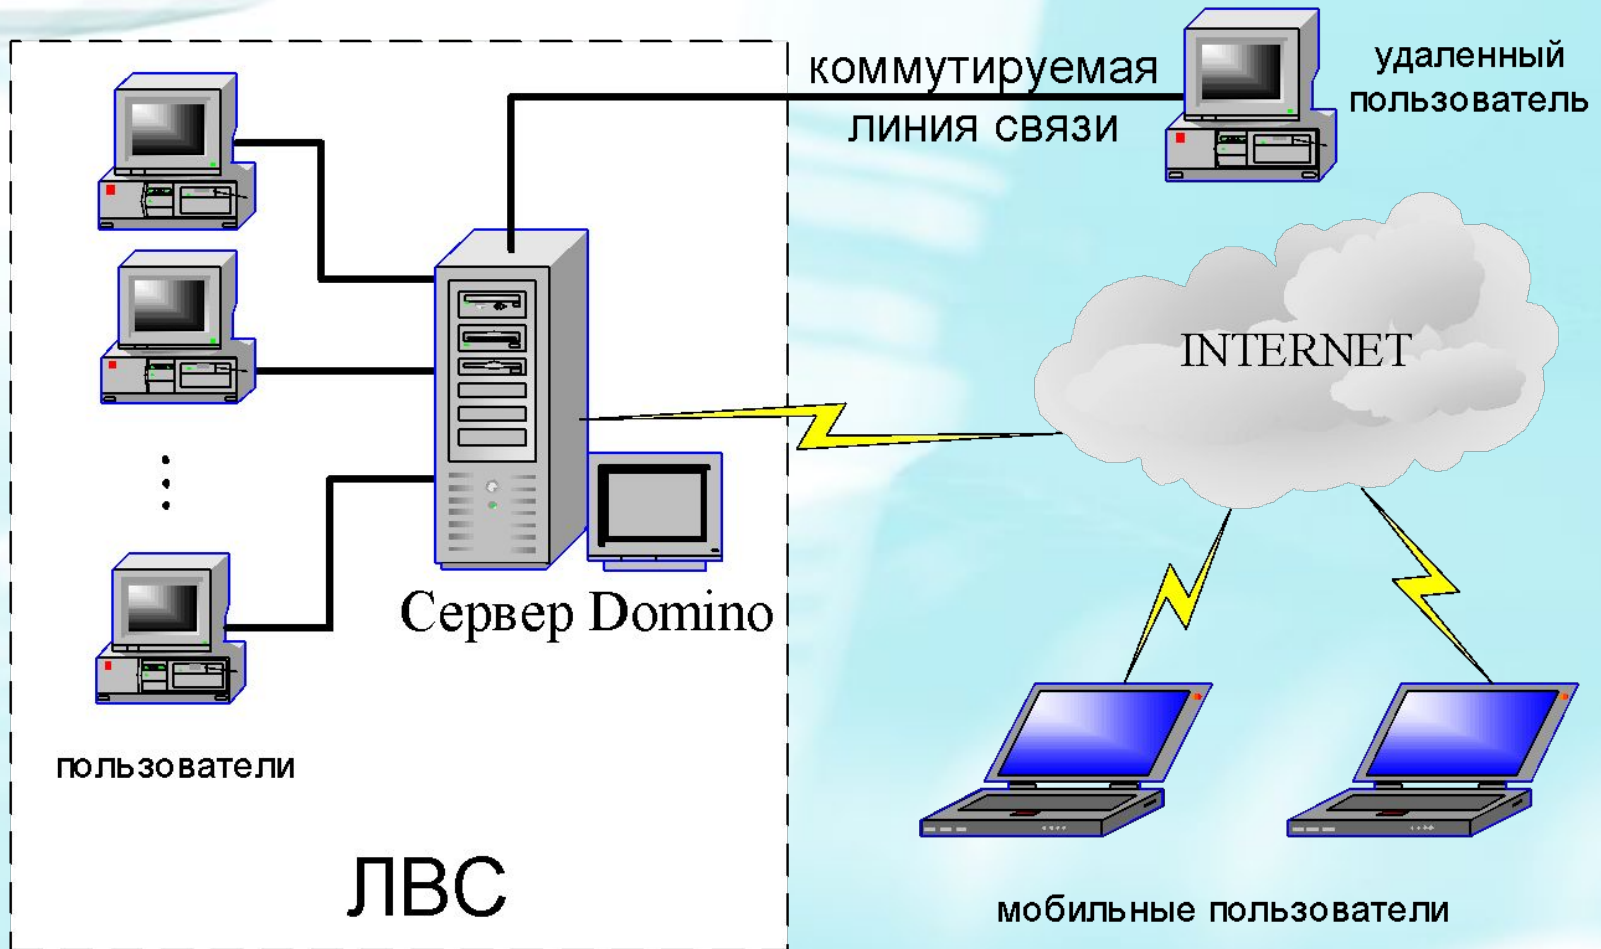 коммутируемая
линия связи
удаленный
пользователь
INTERNET
Сервер Domino
пользователи
ЛВС
мобильные пользователи